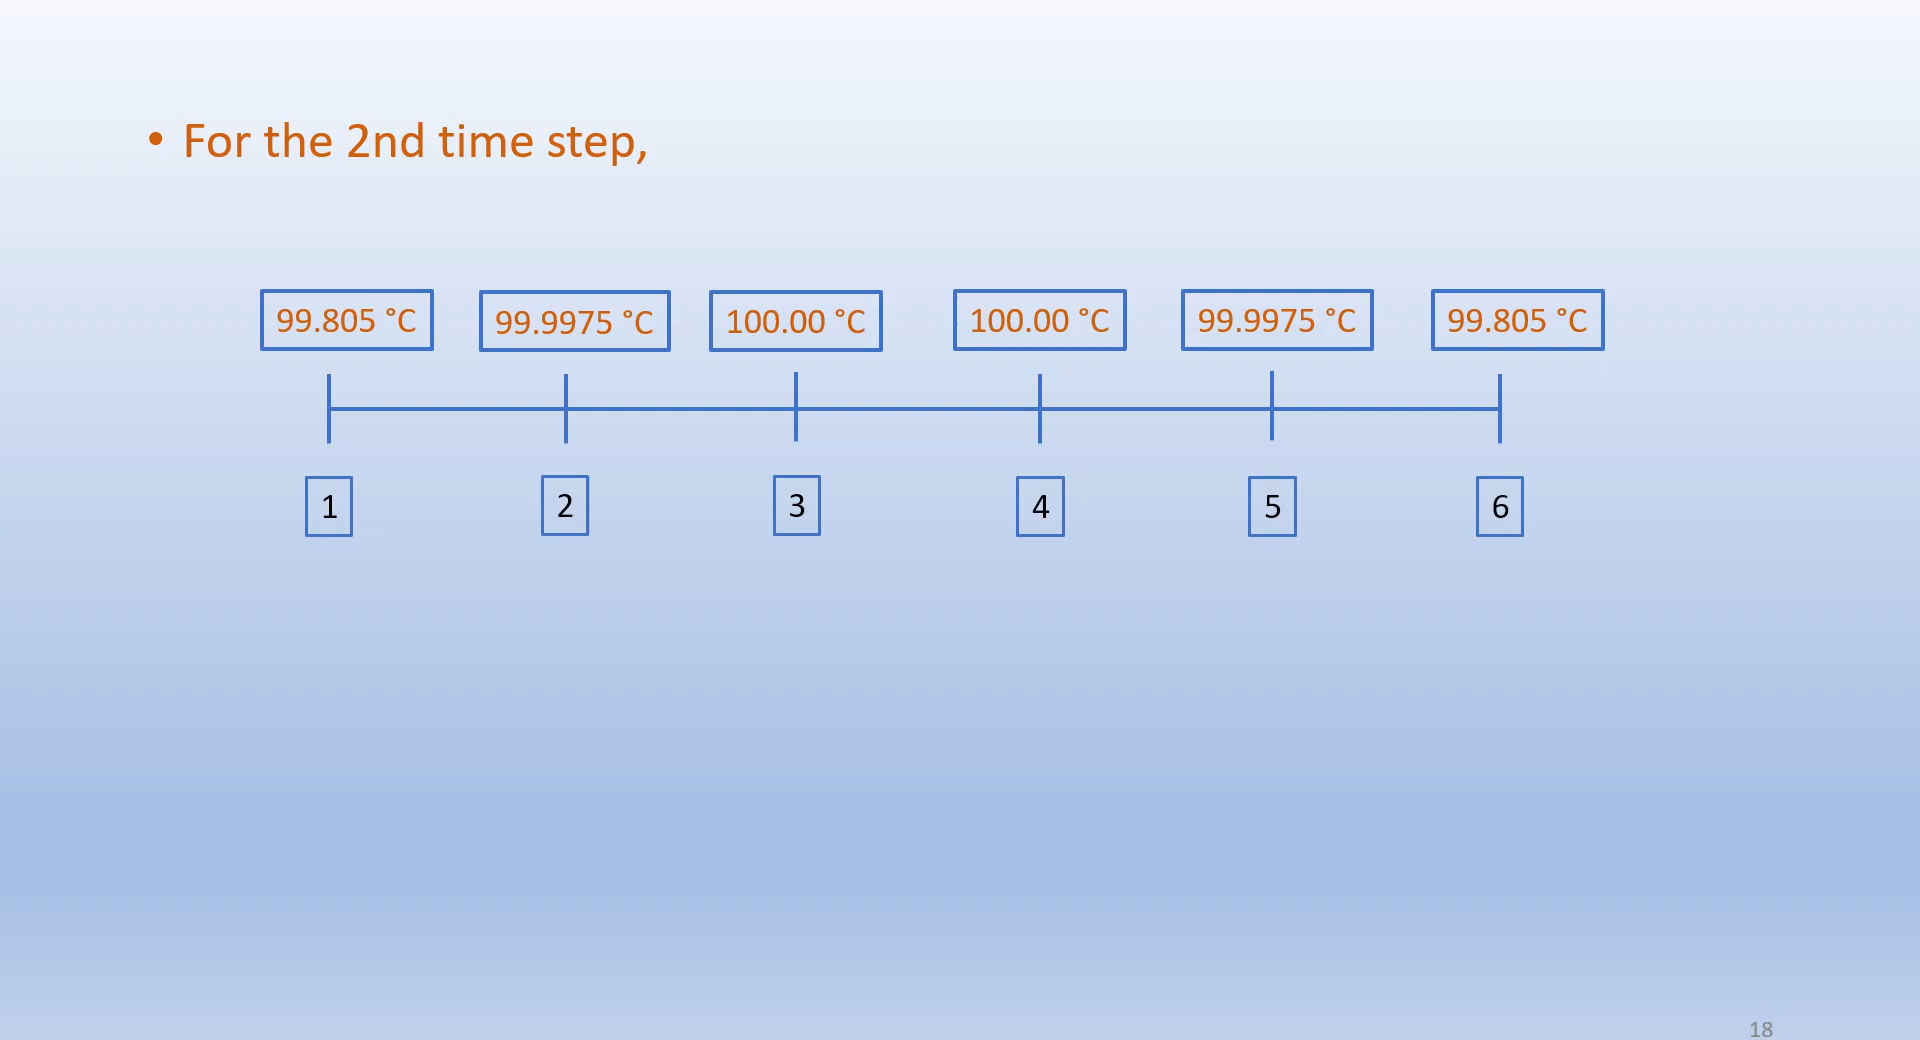 • For the 2nd time step,
99.805 °C 99.9975 °C 100.00 °C 100.00 °C 99.9975 °C 99.805 °C
1 2 3 4 5 6
18